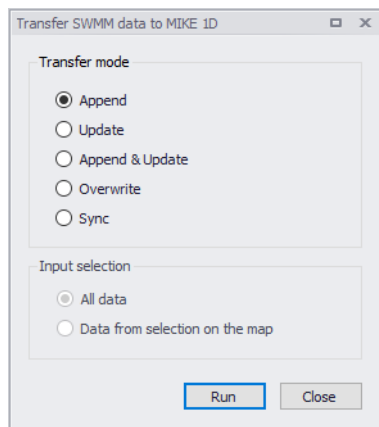 Transfer SWMM data to MIKE 1D
Transfer mode
Append
Update
Append & Update
Overwrite
Sync
Input selection
All data
Data from selection on the map
Run Close